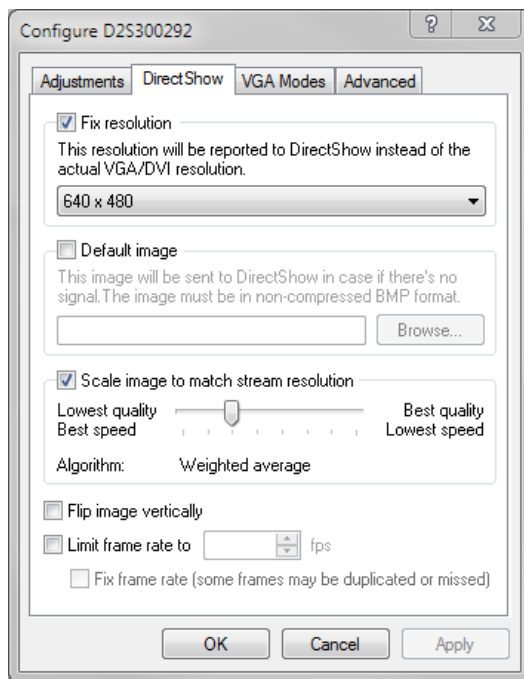 Configure D2S300292
Adjustments DirectShow VGA Modes Advanced
Fix resolution
This resolution will be reported to DirectShow instead of the
actual VGA/DVI resolution.
640 x 480
Default image
This image will be sent to DirectShow in case if there's no
signal.The image must be in non-compressed BMP format.
Browse...
Scale image to match stream resolution
Lowest quality Best quality
Best speed Lowest speed
Algorithm: Weighted average
Flip image vertically
Limit frame rate to fps
Fix frame rate (some frames may be duplicated or missed)
OK Cancel Apply